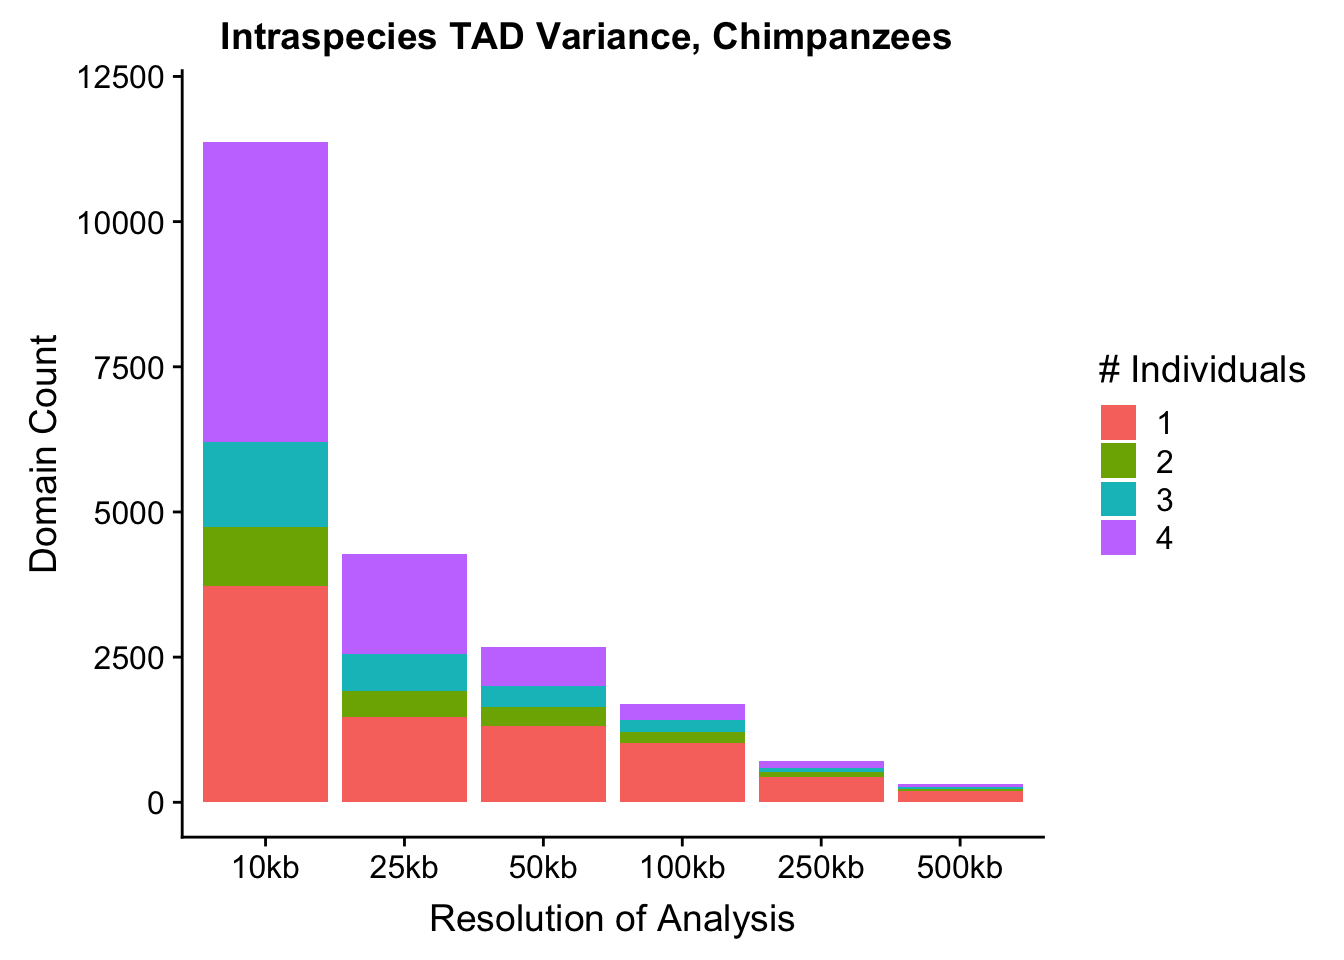 Intraspecies TAD Variance, Chimpanzees
12500
10000
7500
5000
2500
0
Domain Count
10kb 25kb 50kb 100kb 250kb 500kb
Resolution of Analysis
# Individuals
1
2
3
4